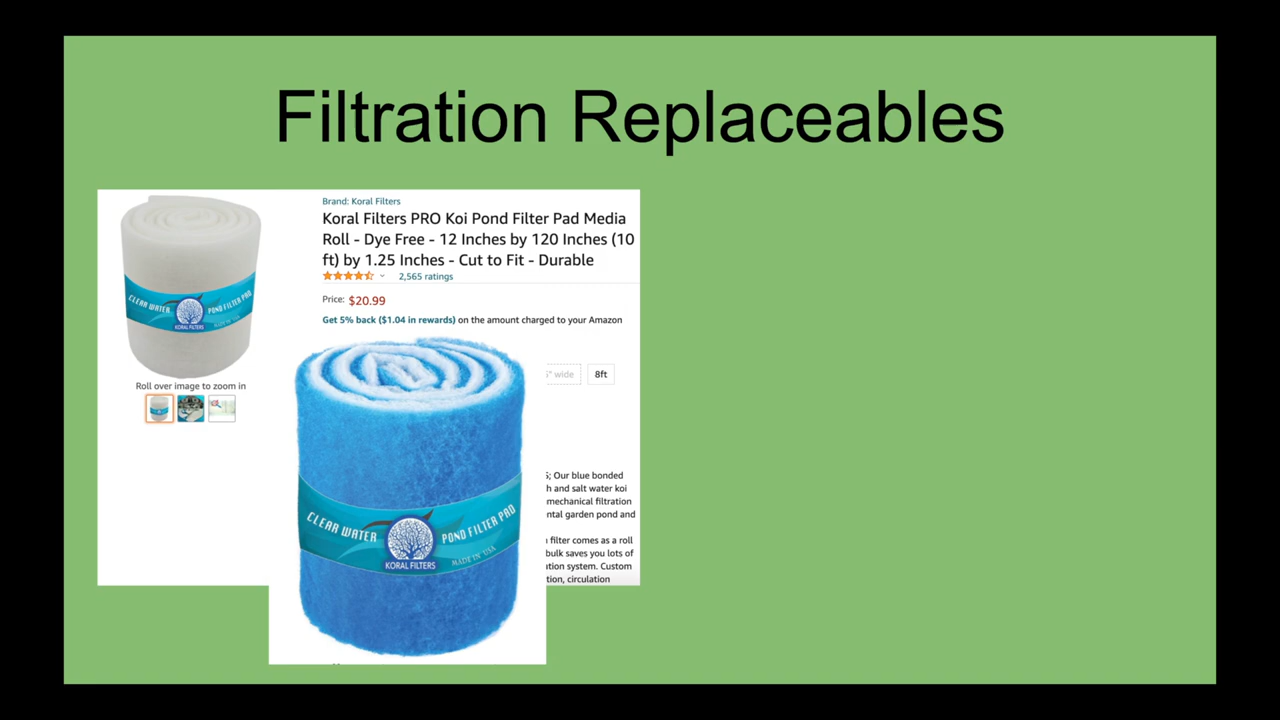 Filtration Replaceables
Brand: Koral Filters
Koral Filters PRO Koi Pond Filter Pad Media
Roll - Dye Free - 12 Inches by 120 Inches (10
ft) by 1.25 Inches - Cut to Fit - Durable
2,565 ratings
Price: $20.99
Get 5% back ($1.04 in rewards) on the amount charged to your Amazon
CLEAR WATER POND FILTER PAD
KORAL FILTERS
MADE IN USA
Roll over image to zoom in
wide
8ft
; Our blue bonded
h and salt water koi
mechanical filtration
ntal garden pond and
filter comes as a roll
bulk saves you lots of
tion system. Custom
tion, circulation
CLEAR WATER POND FILTER PAD
KORAL FILTERS
MADE IN USA